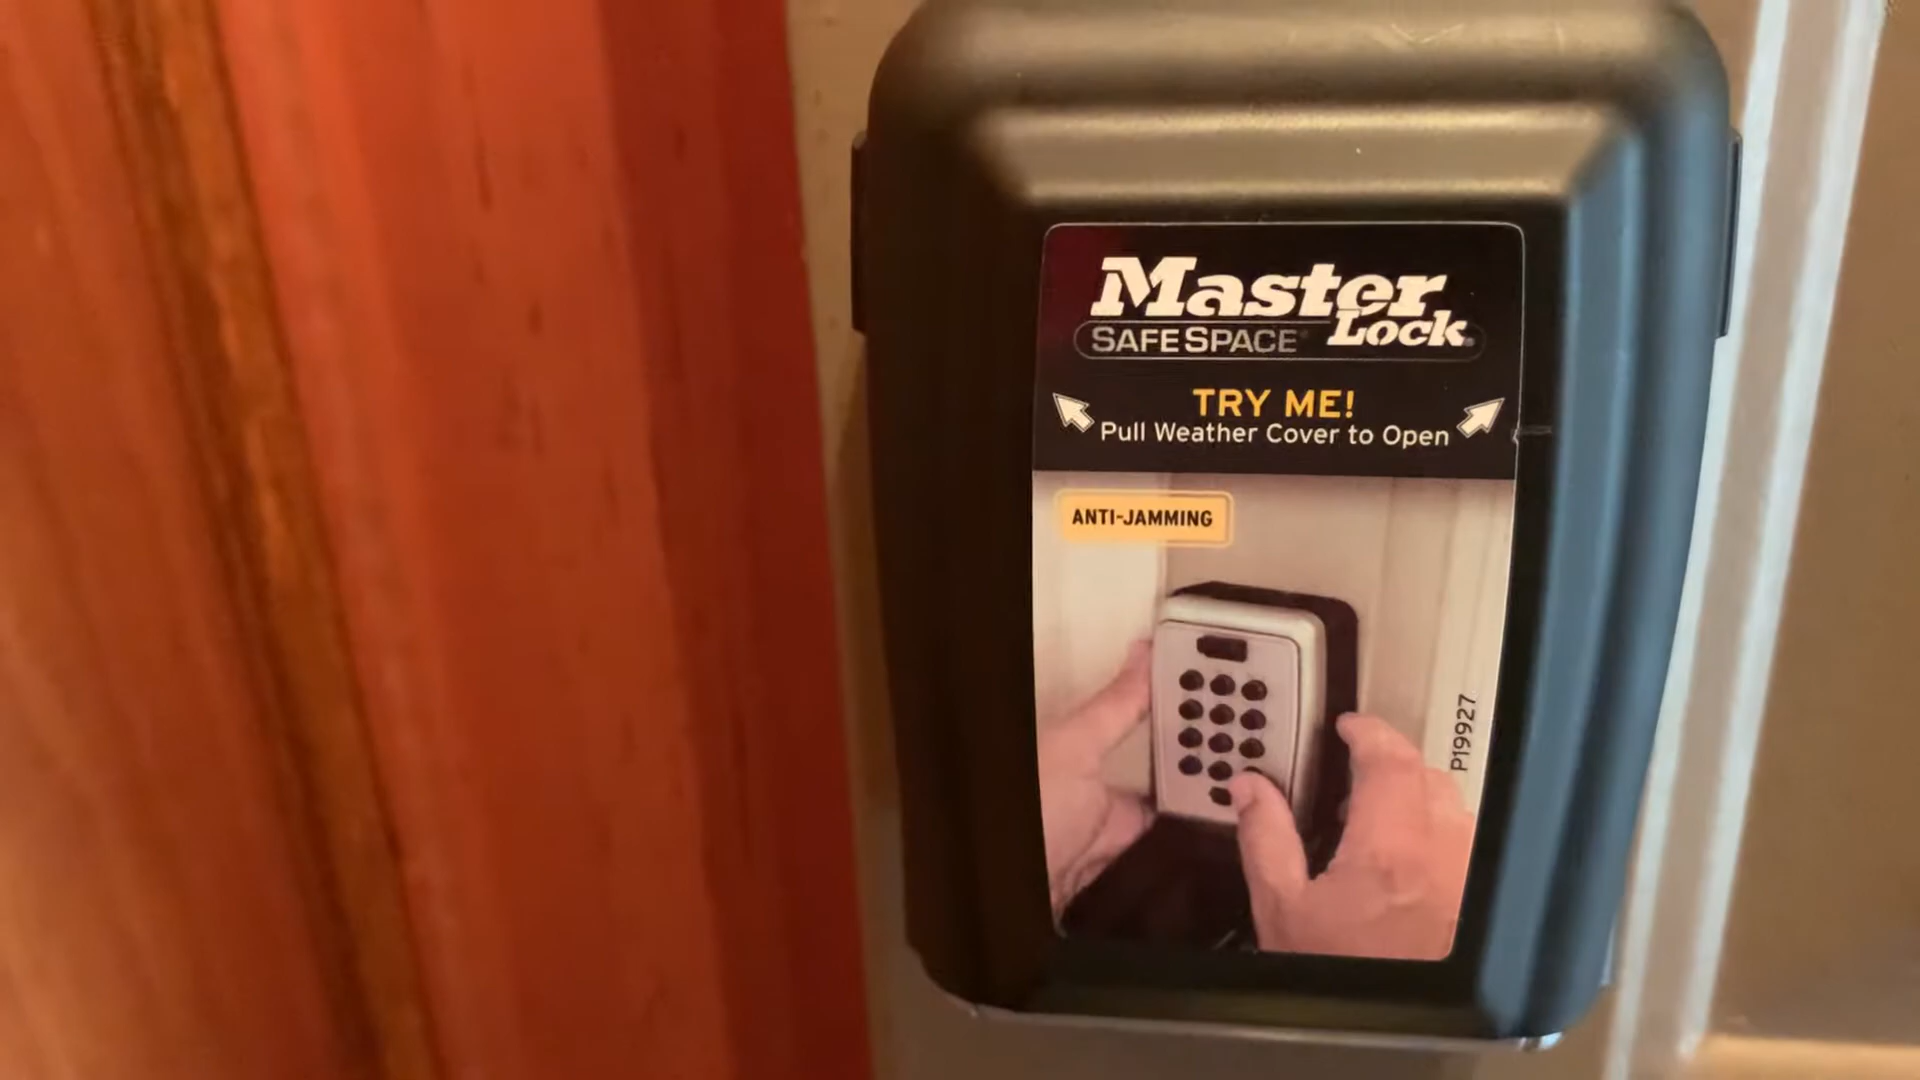 Master Lock
SAFESPACE®
TRY ME!
Pull Weather Cover to Open
ANTI-JAMMING
P19927